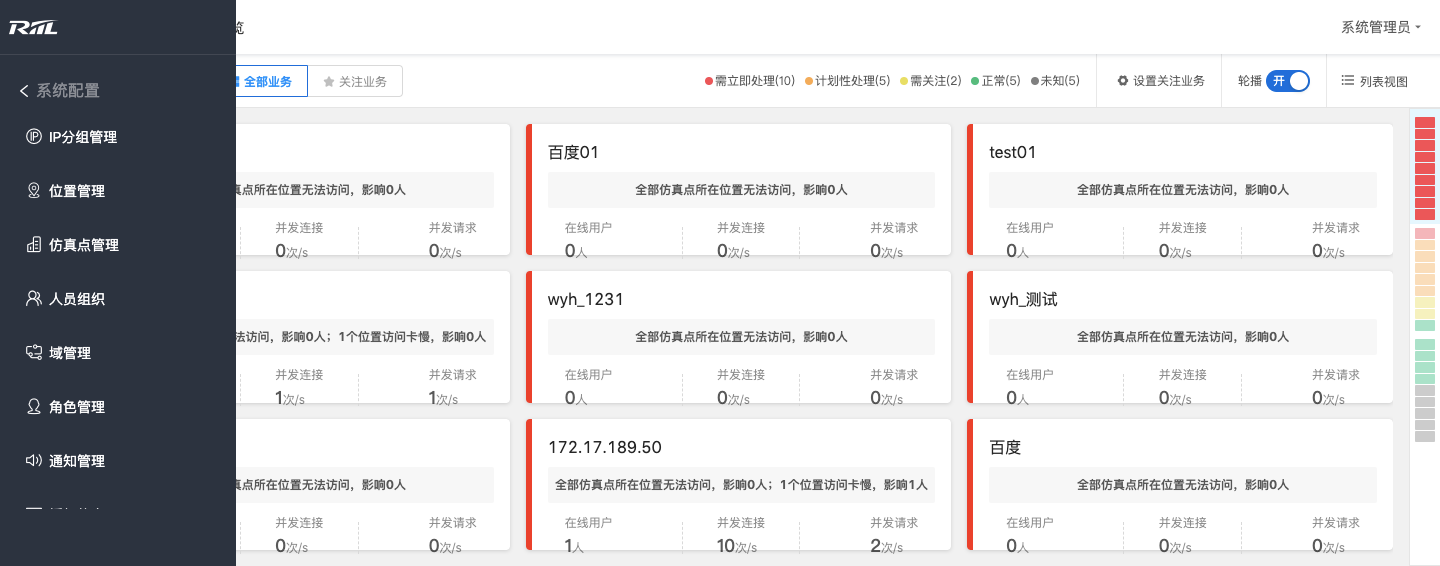 RIIL
览
系统管理员
系统配置
IP分组管理
位置管理
仿真点管理
人员组织
域管理
角色管理
通知管理
全部业务
关注业务
需立即处理(10)
计划性处理(5)
需关注(2)
正常(5)
未知(5)
设置关注业务
轮播
开
列表视图
真点所在位置无法访问，影响0人
并发连接
并发请求
0次/s
0次/s
百度01
全部仿真点所在位置无法访问，影响0人
在线用户
并发连接
并发请求
0人
0次/s
0次/s
test01
全部仿真点所在位置无法访问，影响0人
在线用户
并发连接
并发请求
0人
0次/s
0次/s
法访问，影响0人；1个位置访问卡慢，影响0人
并发连接
并发请求
1次/s
1次/s
wyh_1231
全部仿真点所在位置无法访问，影响0人
在线用户
并发连接
并发请求
0人
0次/s
0次/s
wyh_测试
全部仿真点所在位置无法访问，影响0人
在线用户
并发连接
并发请求
0人
0次/s
0次/s
真点所在位置无法访问，影响0人
并发连接
并发请求
0次/s
0次/s
172.17.189.50
全部仿真点所在位置无法访问，影响0人；1个位置访问卡慢，影响1人
在线用户
并发连接
并发请求
1人
10次/s
2次/s
百度
全部仿真点所在位置无法访问，影响0人
在线用户
并发连接
并发请求
0人
0次/s
0次/s